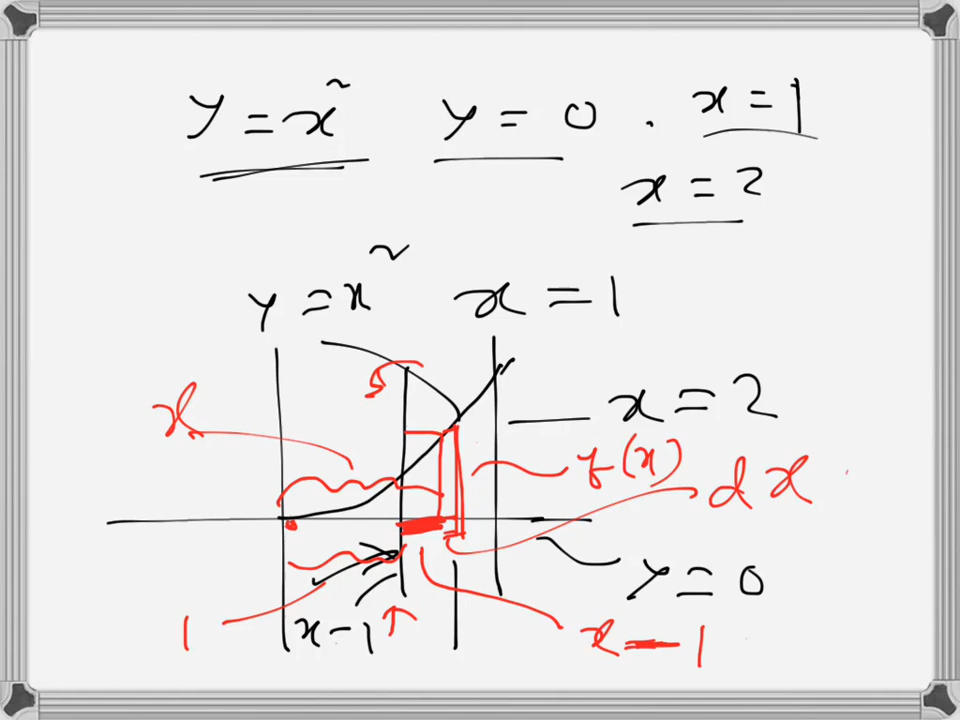 y = x² y = 0 . x = 1
x = 2
y = x² x = 1
x = 2
x
f(x)
dx
y = 0
1
x-1
x-1